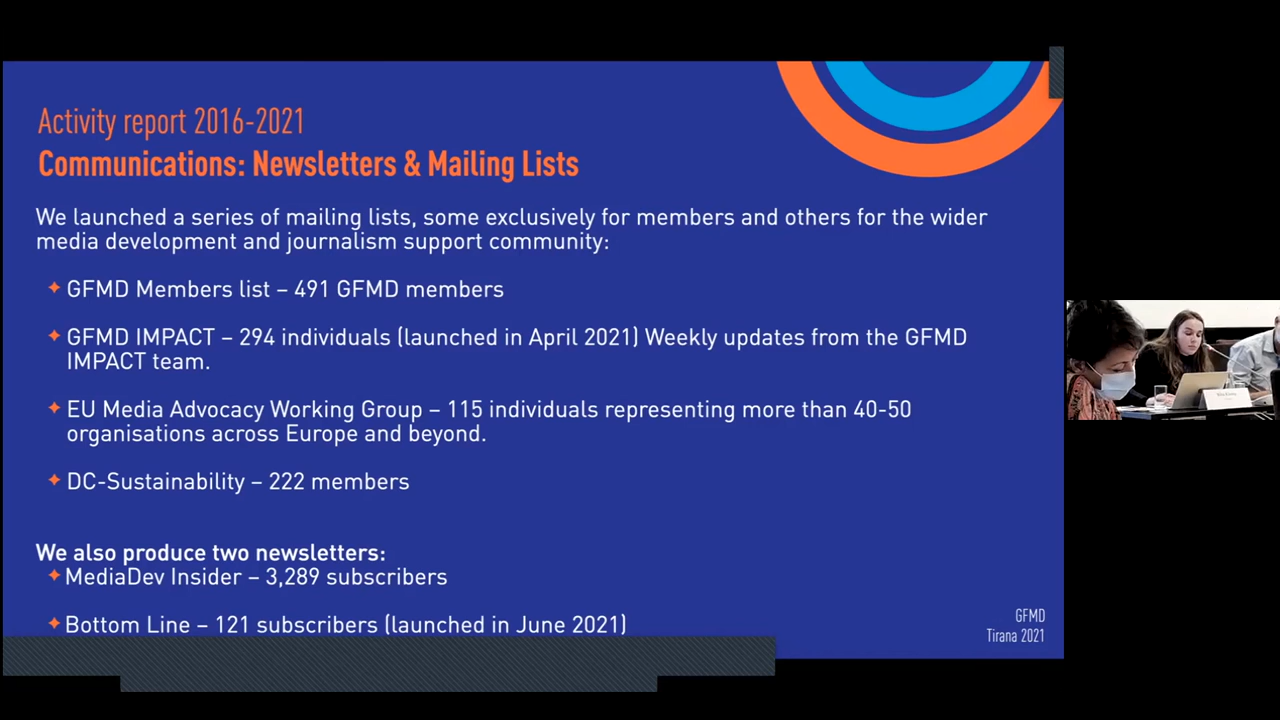 Activity report 2016-2021
Communications: Newsletters & Mailing Lists
We launched a series of mailing lists, some exclusively for members and others for the wider
media development and journalism support community:
✦ GFMD Members list – 491 GFMD members
✦ GFMD IMPACT – 294 individuals (launched in April 2021) Weekly updates from the GFMD
IMPACT team.
✦ EU Media Advocacy Working Group – 115 individuals representing more than 40-50
organisations across Europe and beyond.
✦ DC-Sustainability – 222 members
We also produce two newsletters:
✦ MediaDev Insider – 3,289 subscribers
✦ Bottom Line – 121 subscribers (launched in June 2021)
GFMD
Tirana 2021